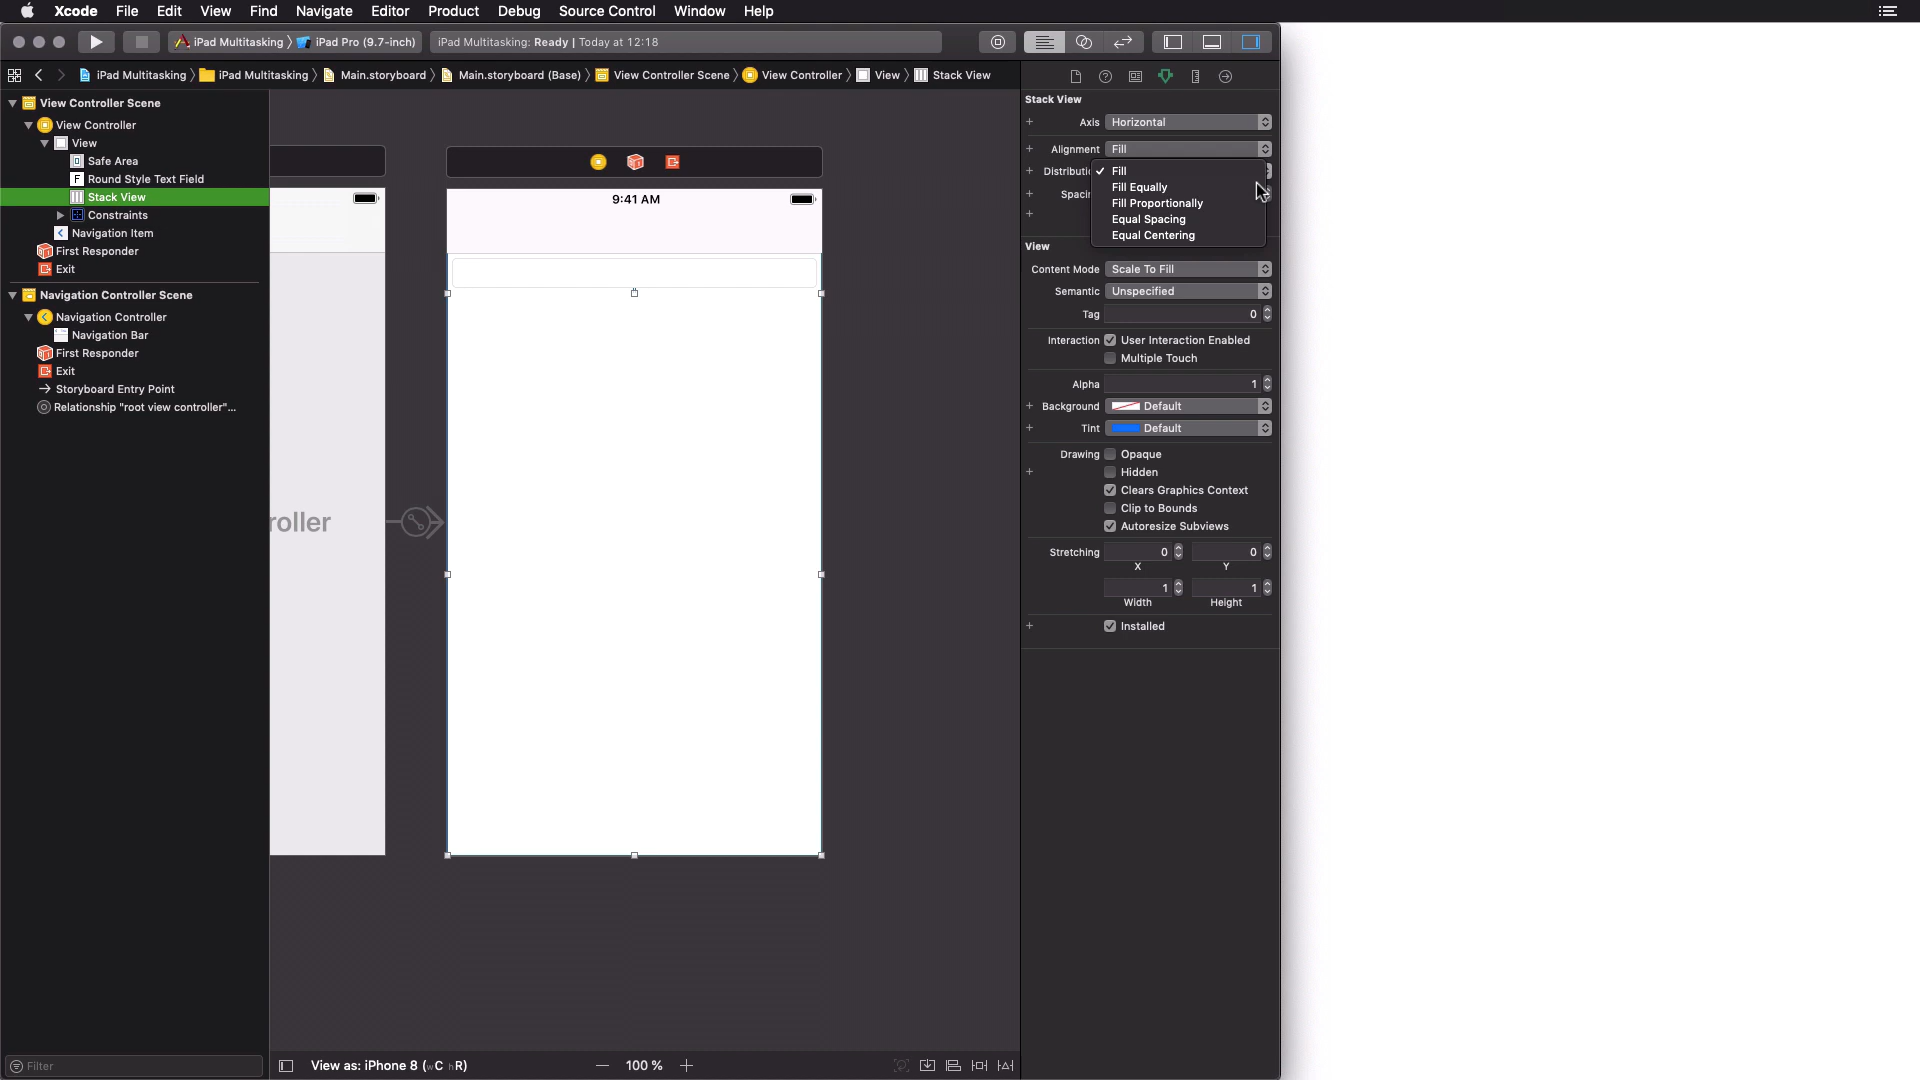 Xcode File Edit View Find Navigate Editor Product Debug Source Control Window Help
iPad Multitasking iPad Pro (9.7-inch)
iPad Multitasking: Ready | Today at 12:18
iPad Multitasking iPad Multitasking Main.storyboard Main.storyboard (Base) View Controller Scene View Controller View Stack View
View Controller Scene
View Controller
View
Safe Area
F Round Style Text Field
Stack View
Constraints
Navigation Item
First Responder
Exit
Navigation Controller Scene
Navigation Controller
Navigation Bar
First Responder
Exit
Storyboard Entry Point
Relationship "root view controller"...
Filter
roller
9:41 AM
View as: iPhone 8 (wC hR)
100 %
Stack View
Axis Horizontal
Alignment Fill
Distributio
Spacin
✓ Fill
Fill Equally
Fill Proportionally
Equal Spacing
Equal Centering
View
Content Mode Scale To Fill
Semantic Unspecified
Tag 0
Interaction User Interaction Enabled
Multiple Touch
Alpha 1
+ Background Default
+ Tint Default
Drawing Opaque
+ Hidden
Clears Graphics Context
Clip to Bounds
Autoresize Subviews
Stretching 0 0
X Y
1 1
Width Height
+ Installed